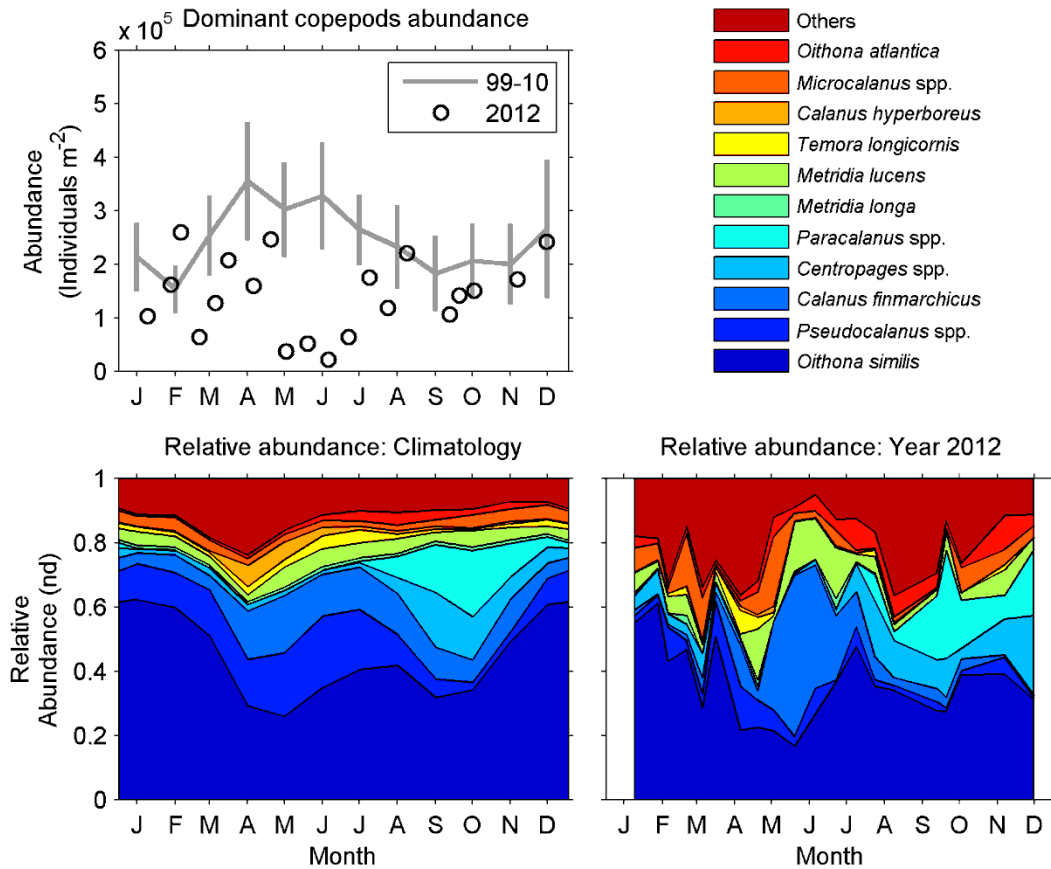 x 10⁵ Dominant copepods abundance
6
5
4
3
2
1
0
Abundance
(Individuals m⁻²)
99-10
2012
J F M A M J J A S O N D
Others
Oithona atlantica
Microcalanus spp.
Calanus hyperboreus
Temora longicornis
Metridia lucens
Metridia longa
Paracalanus spp.
Centropages spp.
Calanus finmarchicus
Pseudocalanus spp.
Oithona similis
Relative abundance: Climatology
1
0.8
0.6
0.4
0.2
0
Relative
Abundance (nd)
J F M A M J J A S O N D
Month
Relative abundance: Year 2012
J F M A M J J A S O N D
Month